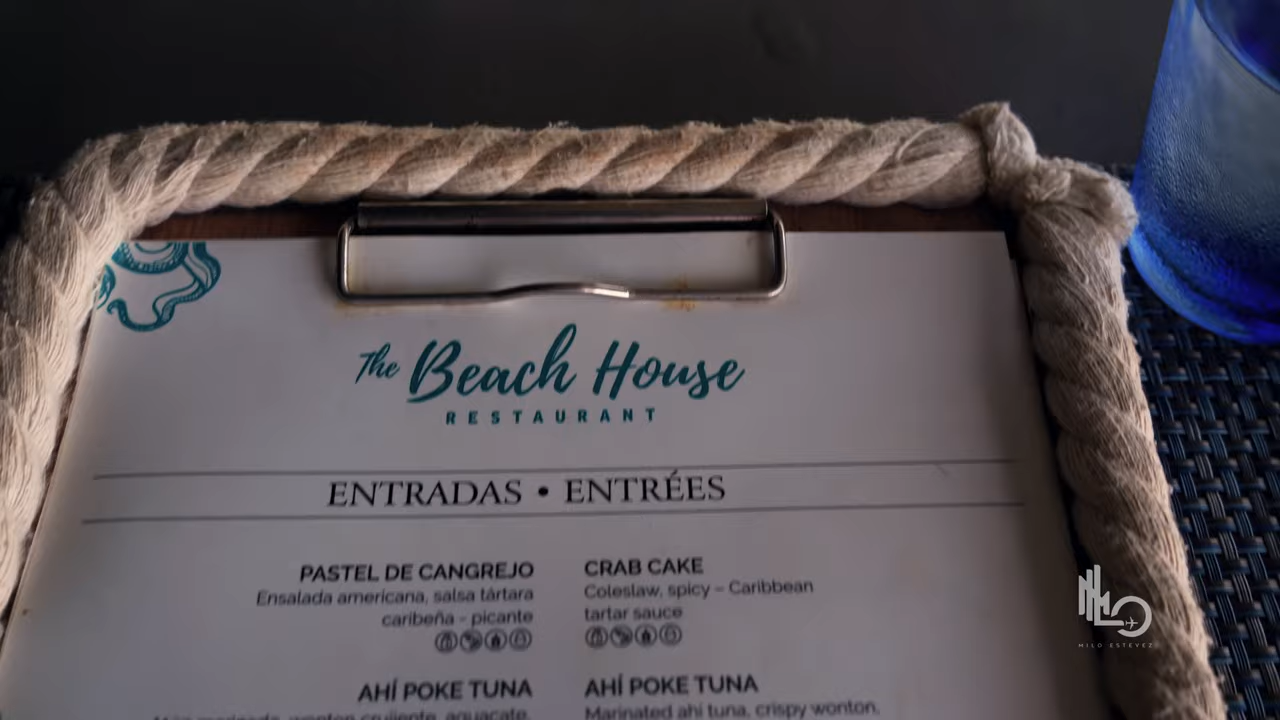 The Beach House
RESTAURANT
ENTRADAS • ENTRÉES
PASTEL DE CANGREJO
Ensalada americana, salsa tártara
caribeña - picante
CRAB CAKE
Coleslaw, spicy – Caribbean
tartar sauce
AHÍ POKE TUNA
AHÍ POKE TUNA
Marinated ahi tuna, crispy wonton,
MILO ESTEVEZ